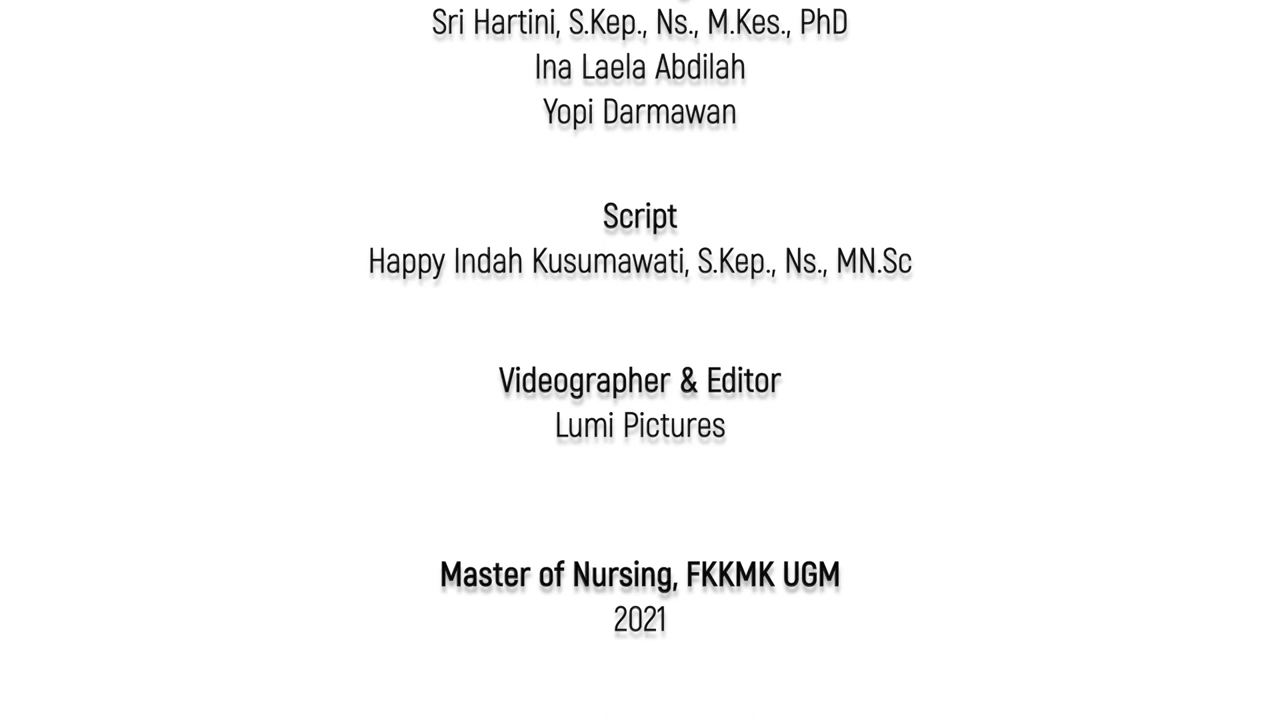 Sri Hartini, S.Kep., Ns., M.Kes., PhD
Ina Laela Abdilah
Yopi Darmawan
Script
Happy Indah Kusumawati, S.Kep., Ns., MN.Sc
Videographer & Editor
Lumi Pictures
Master of Nursing, FKKMK UGM
2021